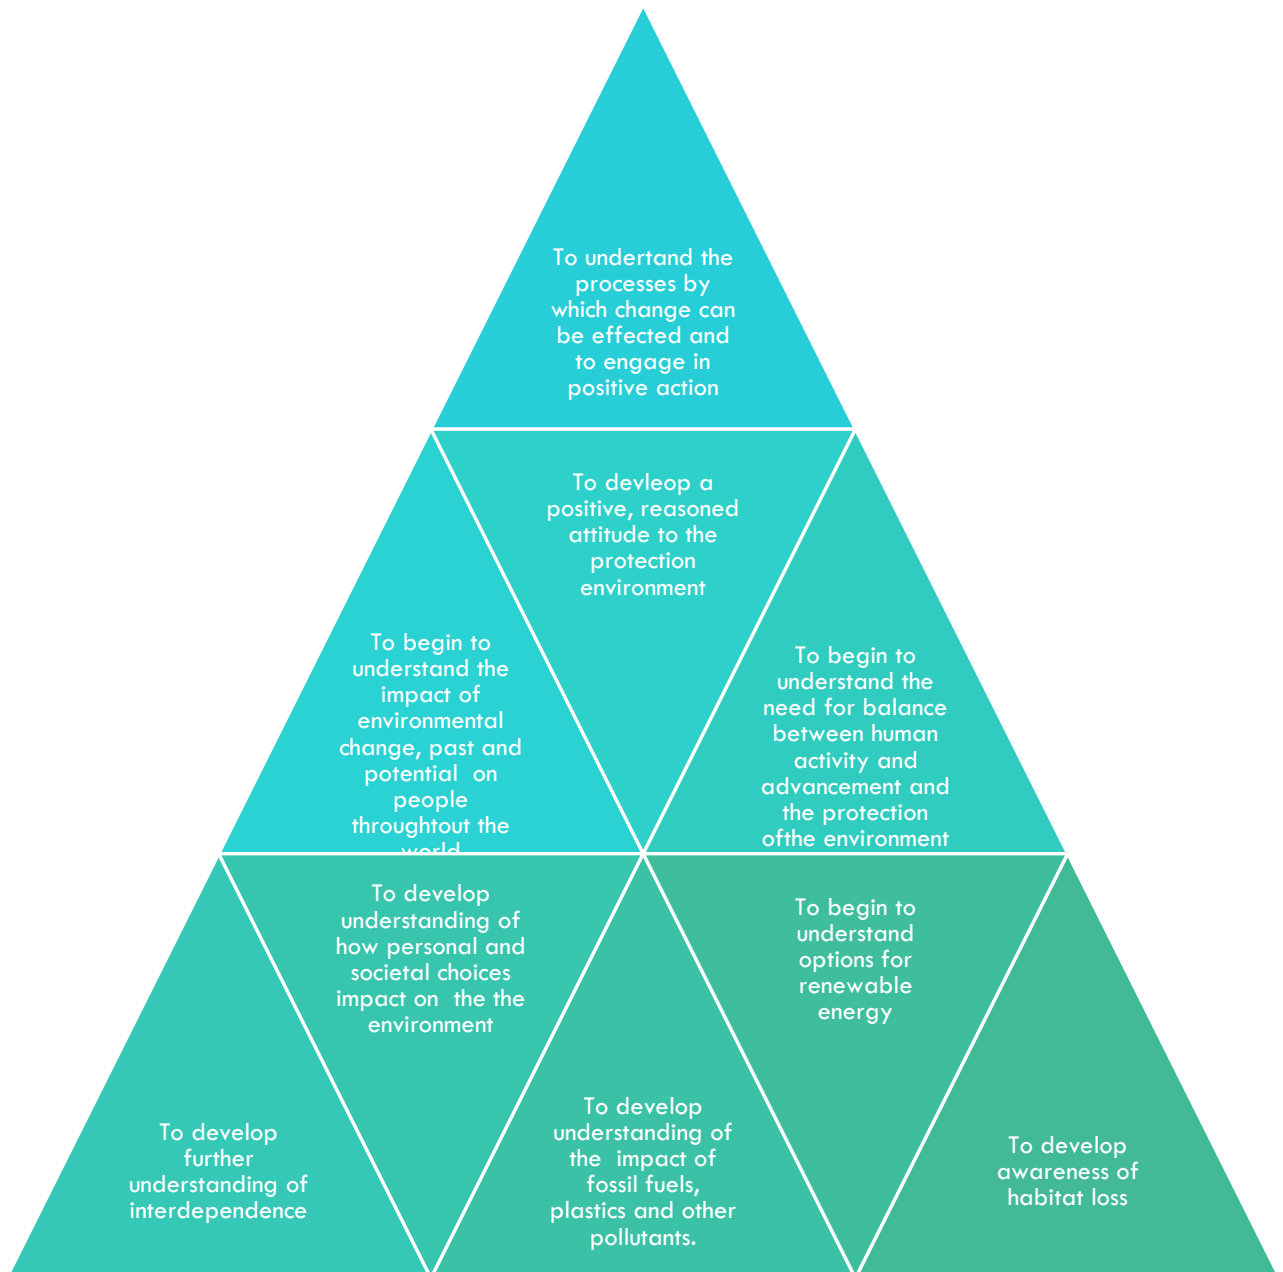 To undertand the
processes by
which change can
be effected and
to engage in
positive action
To devleop a
positive, reasoned
attitude to the
protection
environment
To begin to
understand the
impact of
environmental
change, past and
potential  on
people
throughtout the
world
To begin to
understand the
need for balance
between human
activity and
advancement and
the protection
ofthe environment
To develop
understanding of
how personal and
societal choices
impact on  the the
environment
To begin to
understand
options for
renewable
energy
To develop
further
understanding of
interdependence
To develop
understanding of
the  impact of
fossil fuels,
plastics and other
pollutants.
To develop
awareness of
habitat loss